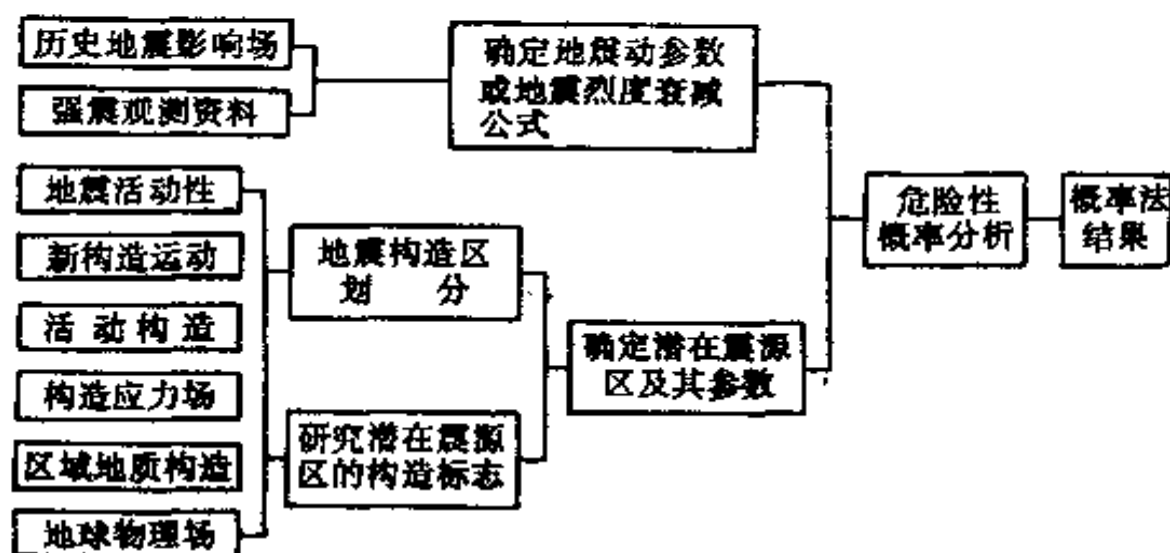 历史地震影响场
强震观测资料
确定地震动参数
或地震烈度衰减
公式
地震活动性
新构造运动
活动构造
构造应力场
区域地质构造
地球物理场
地震构造区
划 分
研究潜在震源
区的构造标志
确定潜在震源
区及其参数
危险性
概率分析
概率法
结果